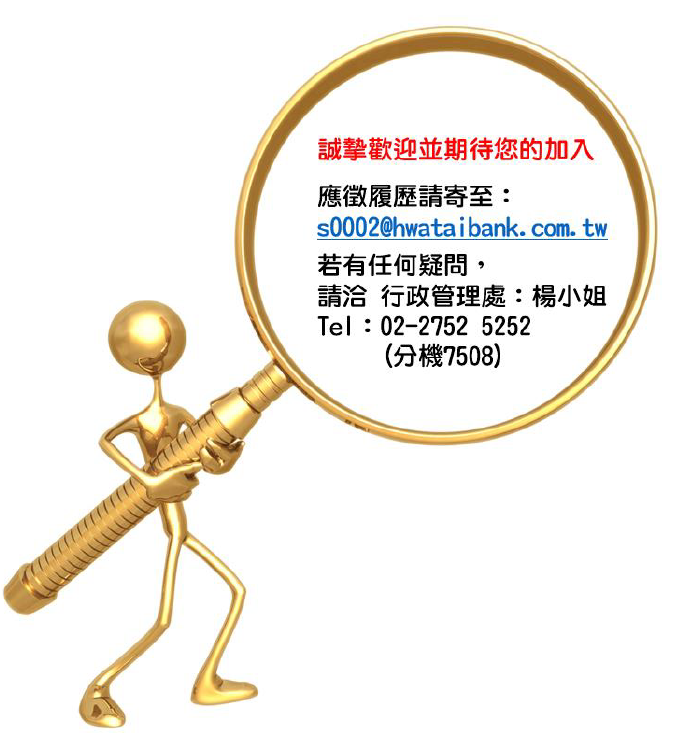 誠摯歡迎並期待您的加入
應徵履歷請寄至：
s0002@hwataibank.com.tw
若有任何疑問，
請洽 行政管理處：楊小姐
Tel：02-2752 5252
(分機7508)